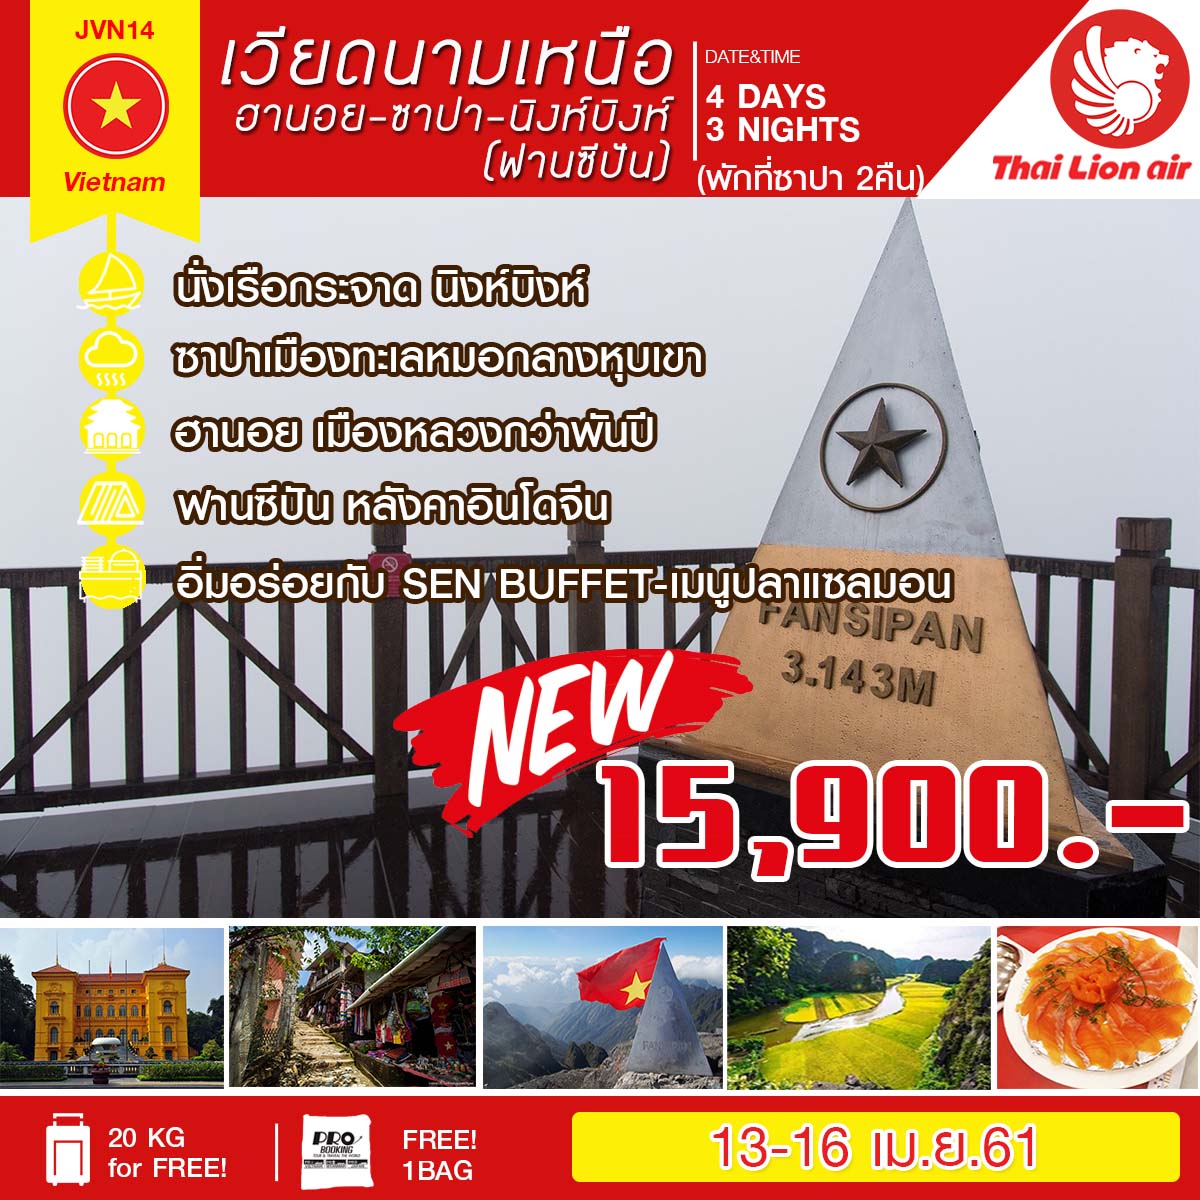 JVN14
Vietnam
เวียดนามเหนือ
ฮานอย-ซาปา-นิงห์บิงห์
(ฟานซีปัน)
DATE&TIME
4 DAYS
3 NIGHTS
(พักที่ซาปา 2คืน)
Thai Lion air
นั่งเรือกระจาด นิงห์บิงห์
ซาปาเมืองทะเลหมอกลางหุบเขา
ฮานอย เมืองหลวงกว่าพันปี
ฟานซีปัน หลังคาอินโดจีน
อิ่มอร่อยกับ SEN BUFFET-เมนูปลาแซลมอน
FANSIPAN
3.143M
NEW
15,900.-
FANSIPAN
20 KG
for FREE!
PRO
BOOKING
FREE!
1BAG
13-16 เม.ย.61